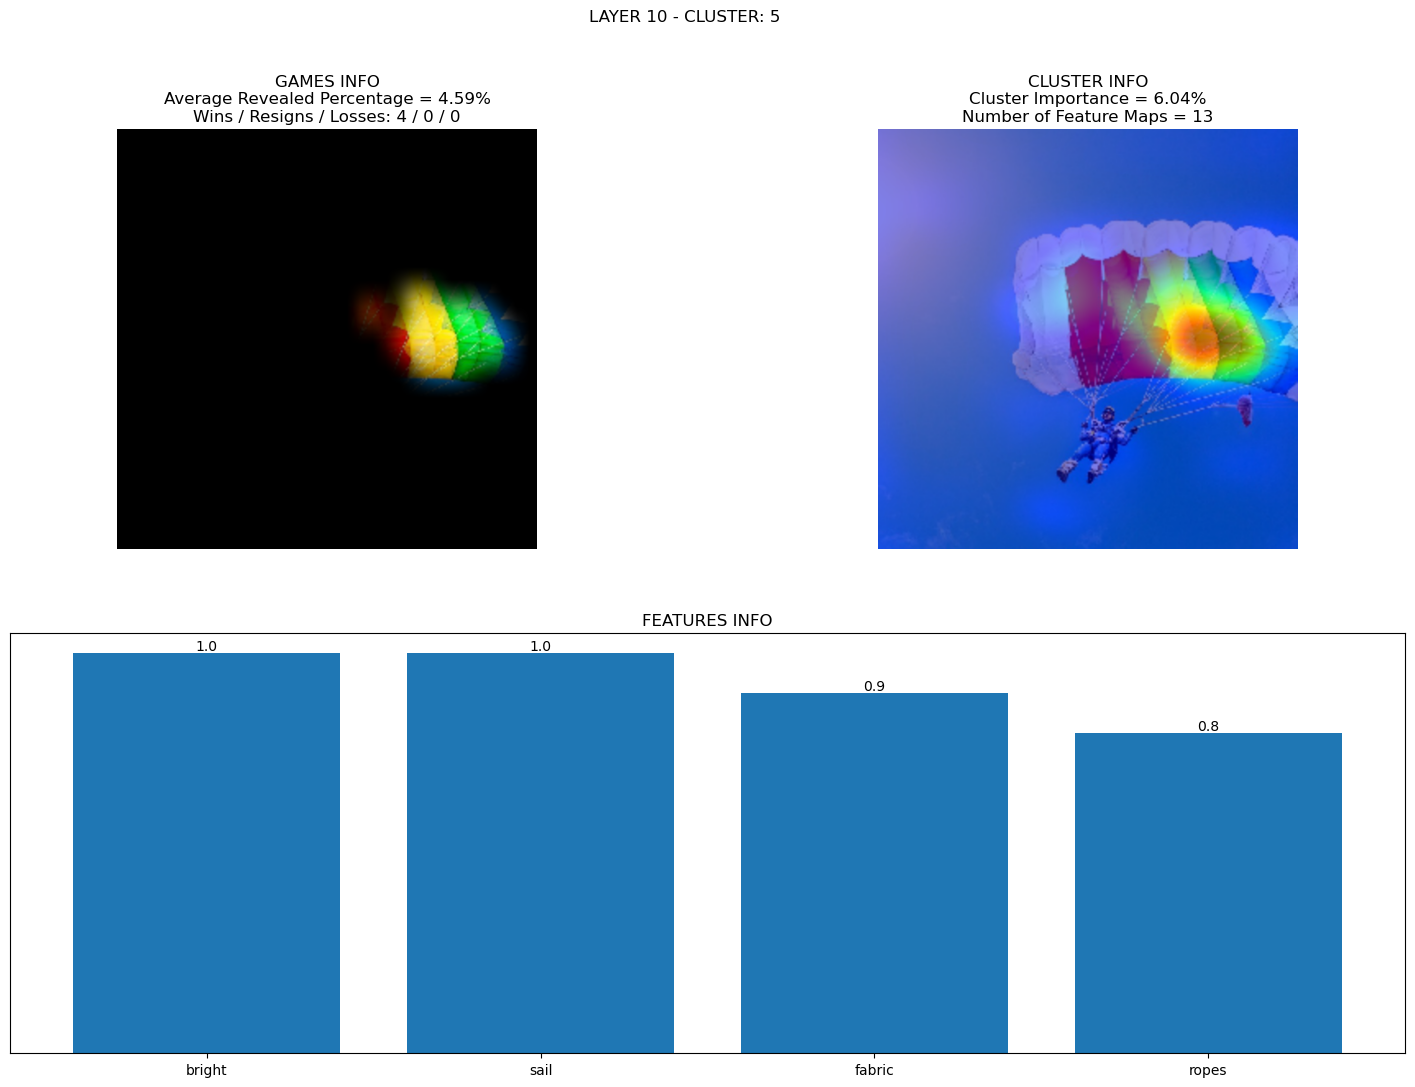 LAYER 10 - CLUSTER: 5
GAMES INFO
Average Revealed Percentage = 4.59%
Wins / Resigns / Losses: 4 / 0 / 0
CLUSTER INFO
Cluster Importance = 6.04%
Number of Feature Maps = 13
FEATURES INFO
1.0
1.0
0.9
0.8
bright
sail
fabric
ropes